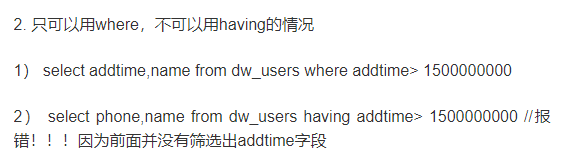 2. 只可以用where，不可以用having的情况
1） select addtime,name from dw_users where addtime> 1500000000
2） select phone,name from dw_users having addtime> 1500000000 //报
错！！！因为前面并没有筛选出addtime字段